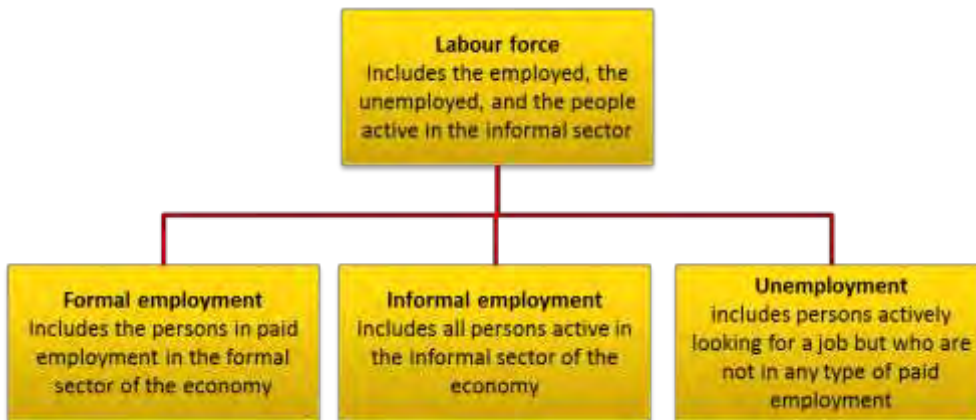 Labour force
Includes the employed, the
unemployed, and the people
active in the informal sector
Formal employment
Includes the persons in paid
employment in the formal
sector of the economy
Informal employment
Includes all persons active in
the Informal sector of the
economy
Unemployment
includes persons actively
looking for a job but who are
not in any type of paid
employment